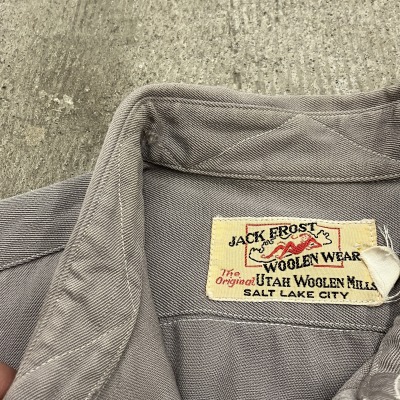 JACK FROST
WOOLEN WEAR
The
Original UTAH WOOLEN MILLS
SALT LAKE CITY